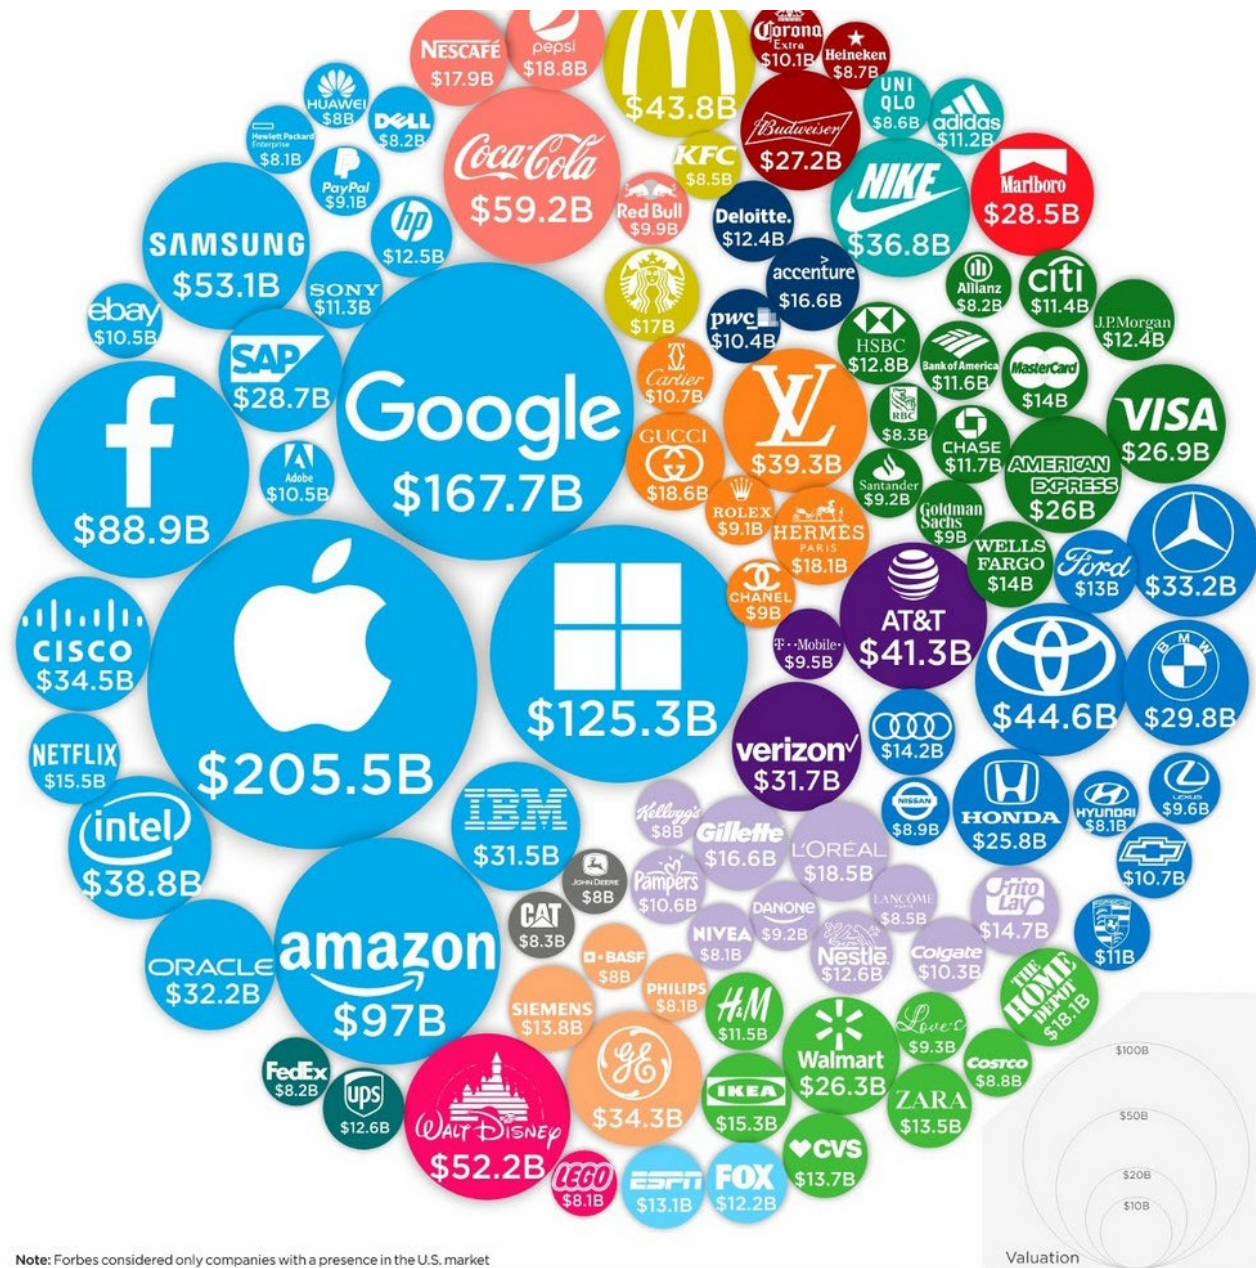 NESCAFÉ
$17.9B
pepsi
$18.8B
$43.8B
Corona
Extra
$10.1B
Heineken
$8.7B
HUAWEI
$8B
DELL
$8.2B
Hewlett Packard
Enterprise
$8.1B
PayPal
$9.1B
hp
$12.5B
Coca-Cola
$59.2B
KFC
$8.5B
Budweiser
$27.2B
UNI
QLO
$8.6B
adidas
$11.2B
Marlboro
$28.5B
NIKE
$36.8B
Red Bull
$9.9B
Deloitte.
$12.4B
SAMSUNG
$53.1B
SONY
$11.3B
ebay
$10.5B
SAP
$28.7B
$17B
accenture
$16.6B
pwc
$10.4B
Allianz
$8.2B
citi
$11.4B
J.P.Morgan
$12.4B
HSBC
$12.8B
Bank of America
$11.6B
MasterCard
$14B
VISA
$26.9B
f
$88.9B
Adobe
$10.5B
Google
$167.7B
Cartier
$10.7B
GUCCI
$18.6B
LV
$39.3B
RBC
$8.3B
CHASE
$11.7B
AMERICAN
EXPRESS
$26B
Santander
$9.2B
Goldman
Sachs
$9B
ROLEX
$9.1B
HERMÈS
PARIS
$18.1B
CHANEL
$9B
WELLS
FARGO
$14B
Ford
$13B
$33.2B
CISCO
$34.5B
$205.5B
$125.3B
T··Mobile·
$9.5B
AT&T
$41.3B
$44.6B
BMW
$29.8B
NETFLIX
$15.5B
intel
$38.8B
IBM
$31.5B
verizon✓
$31.7B
$14.2B
NISSAN
$8.9B
HONDA
$25.8B
HYUNDAI
$8.1B
LEXUS
$9.6B
$10.7B
Kellogg's
$8B
Gillette
$16.6B
L'ORÉAL
$18.5B
JOHN DEERE
$8B
Pampers
$10.6B
CAT
$8.3B
NIVEA
$8.1B
DANONE
$9.2B
LANCÔME
PARIS
$8.5B
Frito
Lay
$14.7B
$11B
Nestlé
$12.6B
Colgate
$10.3B
ORACLE
$32.2B
amazon
$97B
BASF
$8B
SIEMENS
$13.8B
PHILIPS
$8.1B
H&M
$11.5B
Walmart
$26.3B
Lowe's
$9.3B
THE
HOME
DEPOT
$18.1B
COSTCO
$8.8B
FedEx
$8.2B
ups
$12.6B
WALT DISNEY
$52.2B
GE
$34.3B
IKEA
$15.3B
ZARA
$13.5B
CVS
$13.7B
LEGO
$8.1B
ESPN
$13.1B
FOX
$12.2B
$100B
$50B
$20B
$10B
Valuation
Note: Forbes considered only companies with a presence in the U.S. market